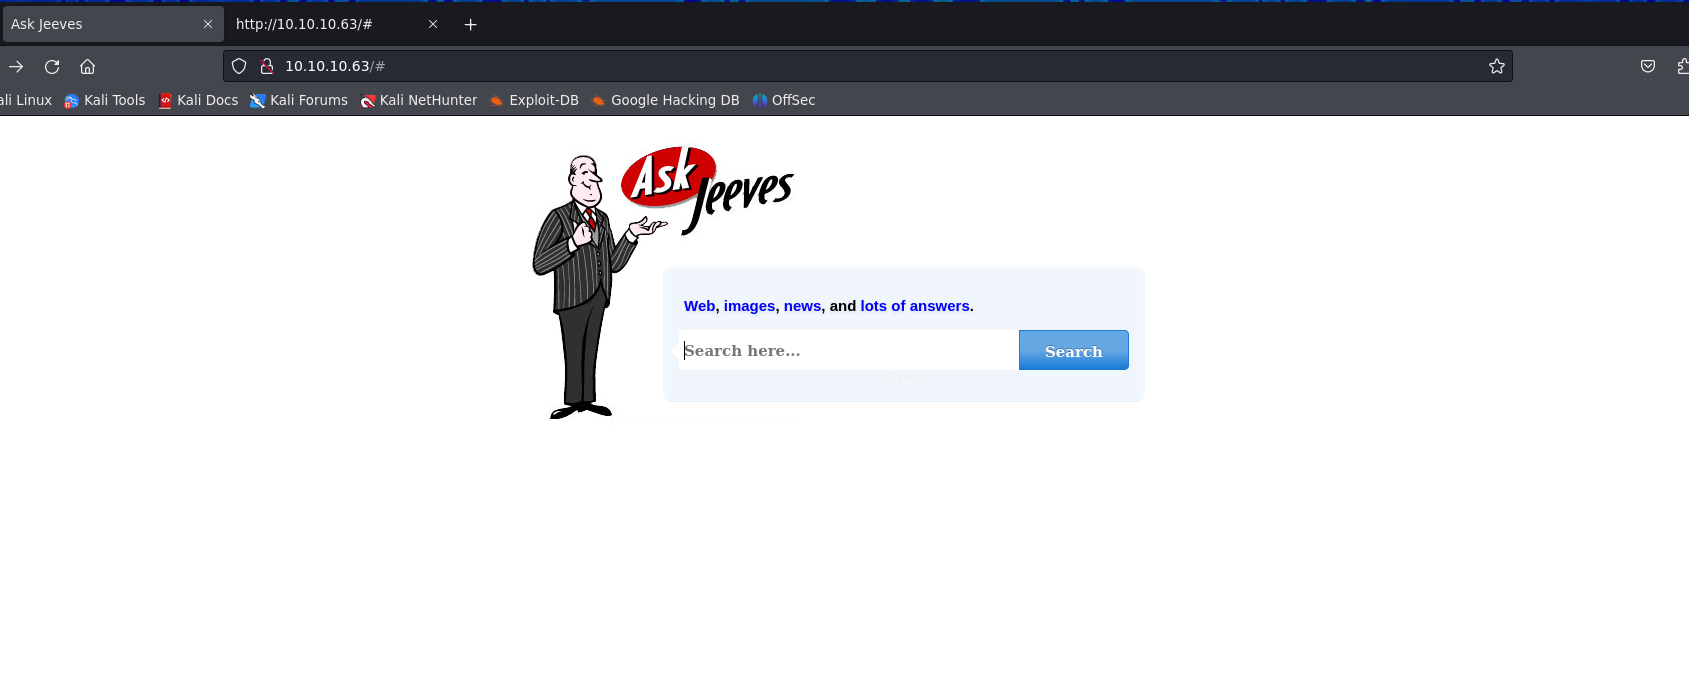 Ask Jeeves
http://10.10.10.63/#
10.10.10.63/#
ali Linux Kali Tools Kali Docs Kali Forums Kali NetHunter Exploit-DB Google Hacking DB OffSec
Ask
Jeeves
Web, images, news, and lots of answers.
Search here...
Search